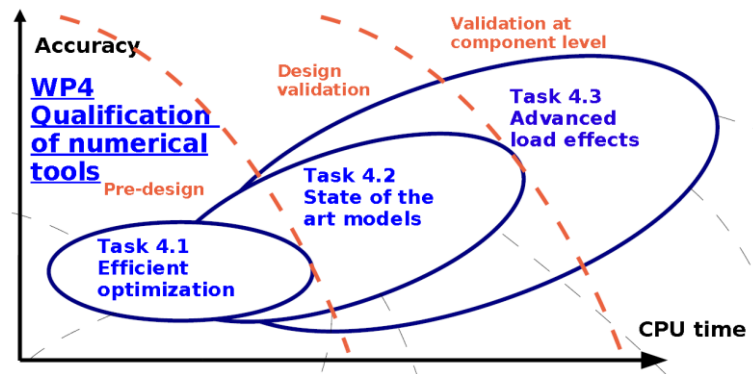 Accuracy
WP4
Qualification
of numerical
tools
Pre-design
Design
validation
Validation at
component level
Task 4.1
Efficient
optimization
Task 4.2
State of the
art models
Task 4.3
Advanced
load effects
CPU time